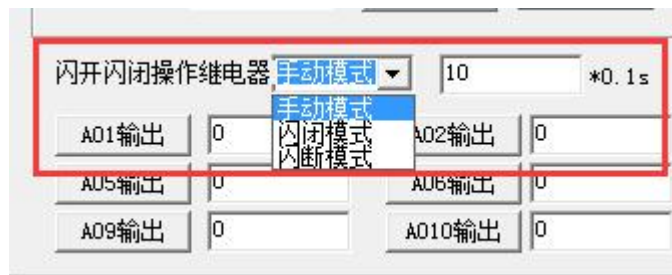 闪开闪闭操作继电器 手动模式 10 *0.1s
手动模式
闪闭模式
闪断模式
A01输出 0 A02输出 0
A05输出 0 A06输出 0
A09输出 0 A010输出 0